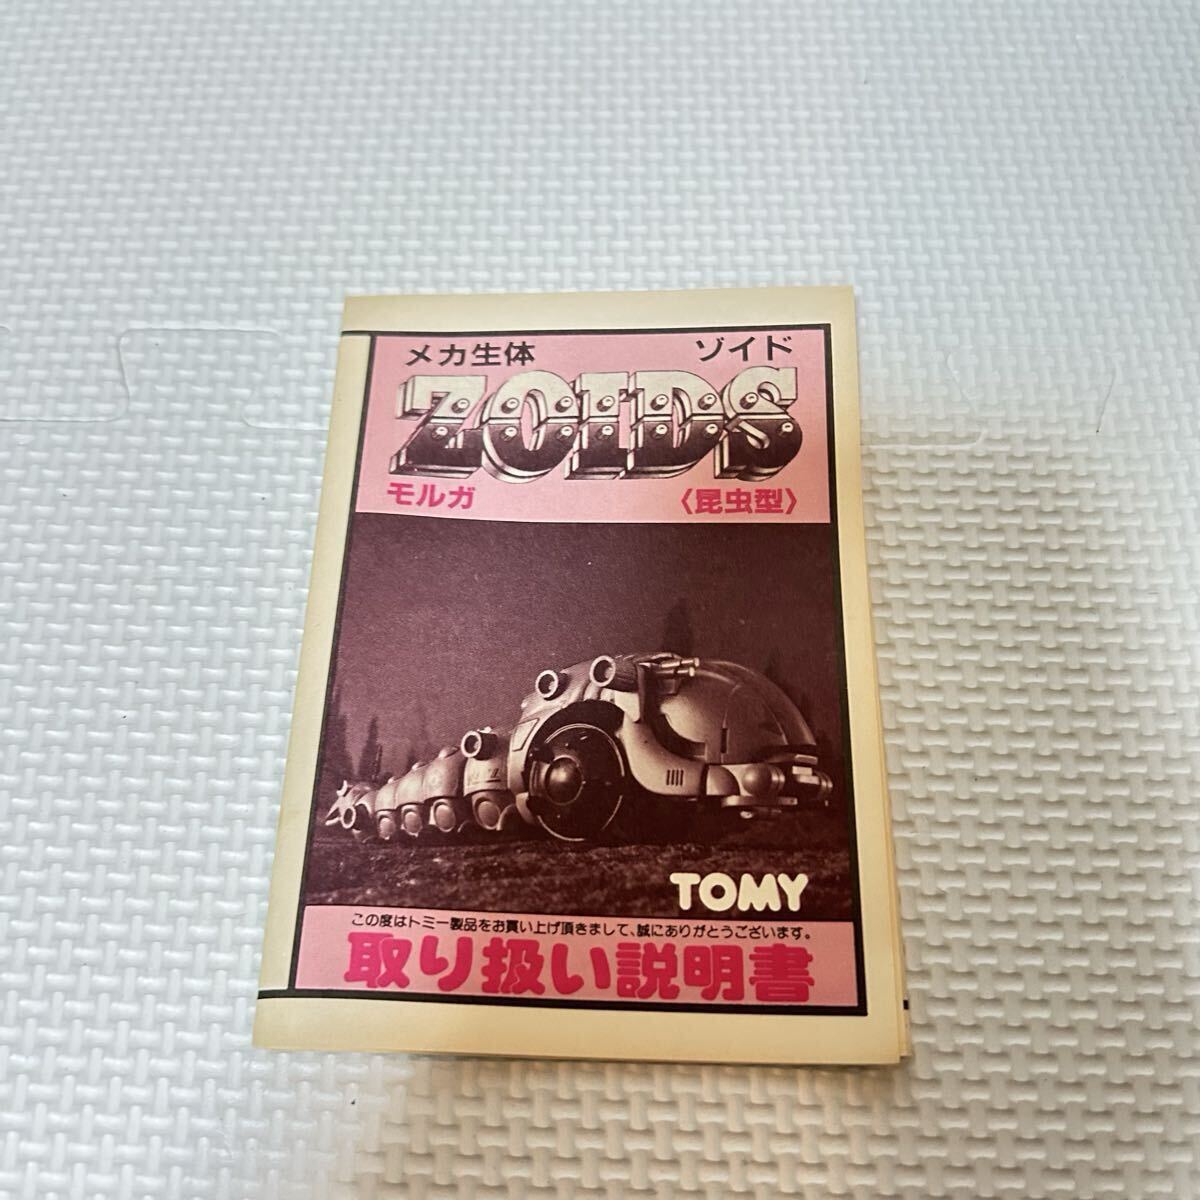 メカ生体 ゾイド
ZOIDS
モルガ 〈昆虫型〉
TOMY
この度はトミー製品をお買い上げ頂きまして、誠にありがとうございます。
取り扱い説明書